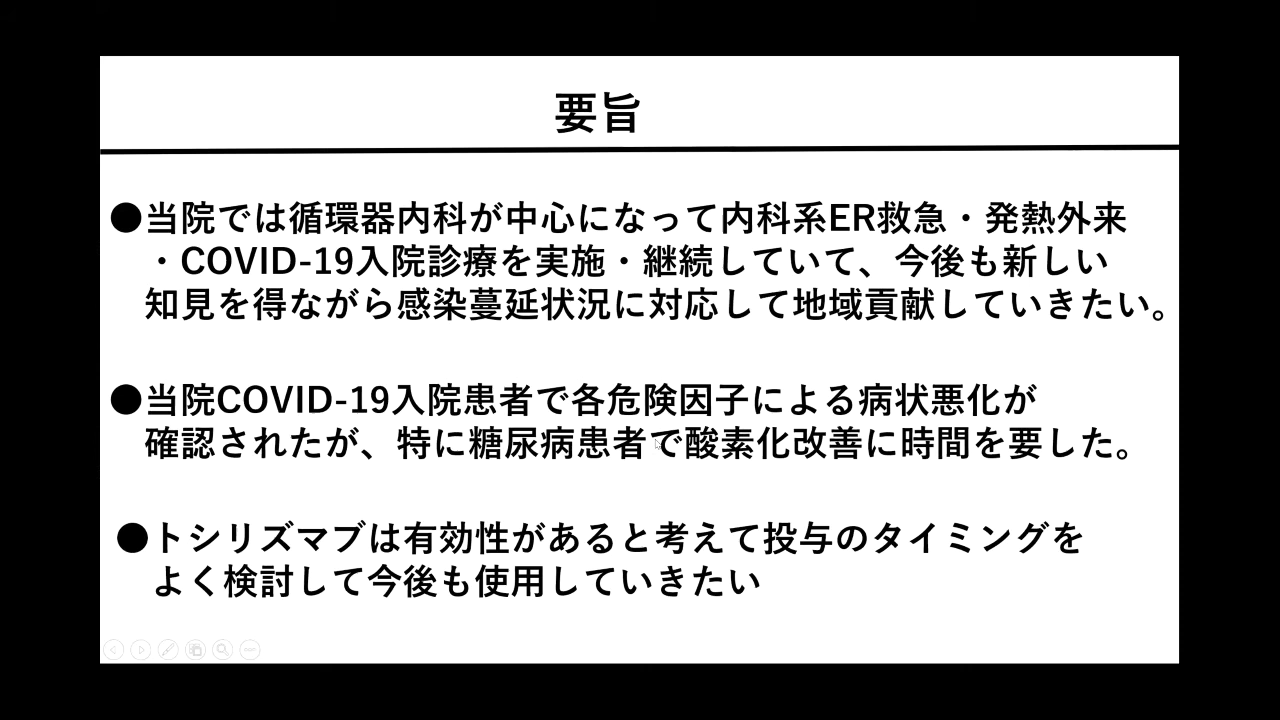 要旨
●当院では循環器内科が中心になって内科系ER救急・発熱外来
・COVID-19入院診療を実施・継続していて、今後も新しい
知見を得ながら感染蔓延状況に対応して地域貢献していきたい。
●当院COVID-19入院患者で各危険因子による病状悪化が
確認されたが、特に糖尿病患者で酸素化改善に時間を要した。
●トシリズマブは有効性があると考えて投与のタイミングを
よく検討して今後も使用していきたい